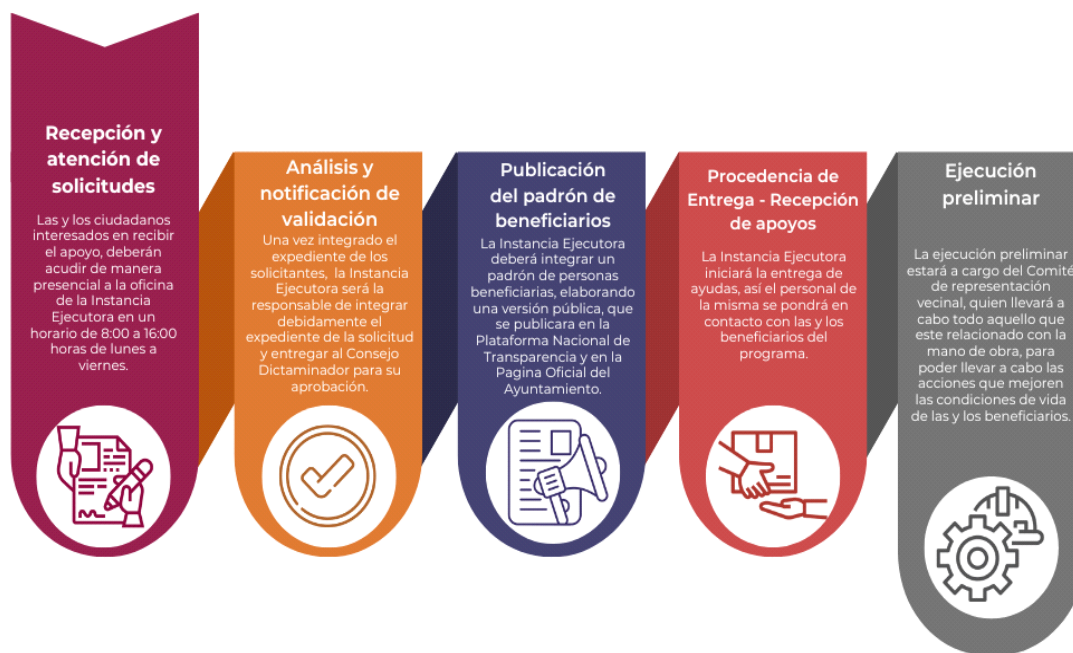 Recepción y
atención de
solicitudes
Las y los ciudadanos
interesados en recibir
el apoyo, deberán
acudir de manera
presencial a la oficina
de la Instancia
Ejecutora en un
horario de 8:00 a 16:00
horas de lunes a
viernes.
Análisis y
notificación de
validación
Una vez integrado el
expediente de los
solicitantes, la Instancia
Ejecutora será la
responsable de integrar
debidamente el
expediente de la solicitud
y entregar al Consejo
Dictaminador para su
aprobación.
Publicación
del padrón de
beneficiarios
La Instancia Ejecutora
deberá integrar un
padrón de personas
beneficiarias, elaborando
una versión pública, que
se publicara en la
Plataforma Nacional de
Transparencia y en la
Pagina Oficial del
Ayuntamiento.
Procedencia de
Entrega - Recepción
de apoyos
La Instancia Ejecutora
iniciará la entrega de
ayudas, así el personal de
la misma se pondrá en
contacto con las y los
beneficiarios del
programa.
Ejecución
preliminar
La ejecución preliminar
estará a cargo del Comité
de representación
vecinal, quien llevará a
cabo todo aquello que
este relacionado con la
mano de obra, para
poder llevar a cabo las
acciones que mejoren
las condiciones de vida
de las y los beneficiarios.